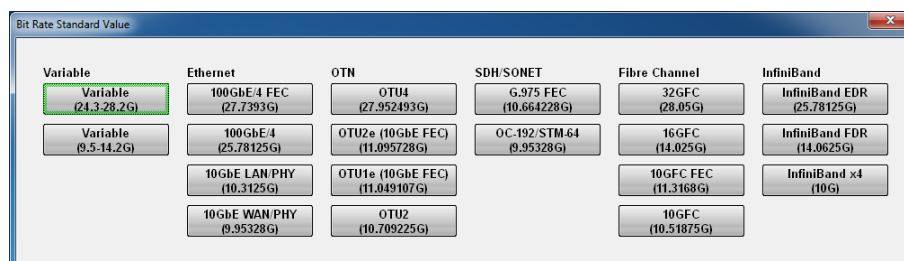 Bit Rate Standard Value
Variable
Variable
(24.3-28.2G)
Variable
(9.5-14.2G)
Ethernet
100GbE/4 FEC
(27.7393G)
100GbE/4
(25.78125G)
10GbE LAN/PHY
(10.3125G)
10GbE WAN/PHY
(9.95328G)
OTN
OTU4
(27.952493G)
OTU2e (10GbE FEC)
(11.095728G)
OTU1e (10GbE FEC)
(11.049107G)
OTU2
(10.709225G)
SDH/SONET
G.975 FEC
(10.664228G)
OC-192/STM-64
(9.95328G)
Fibre Channel
32GFC
(28.05G)
16GFC
(14.025G)
10GFC FEC
(11.3168G)
10GFC
(10.51875G)
InfiniBand
InfiniBand EDR
(25.78125G)
InfiniBand FDR
(14.0625G)
InfiniBand x4
(10G)